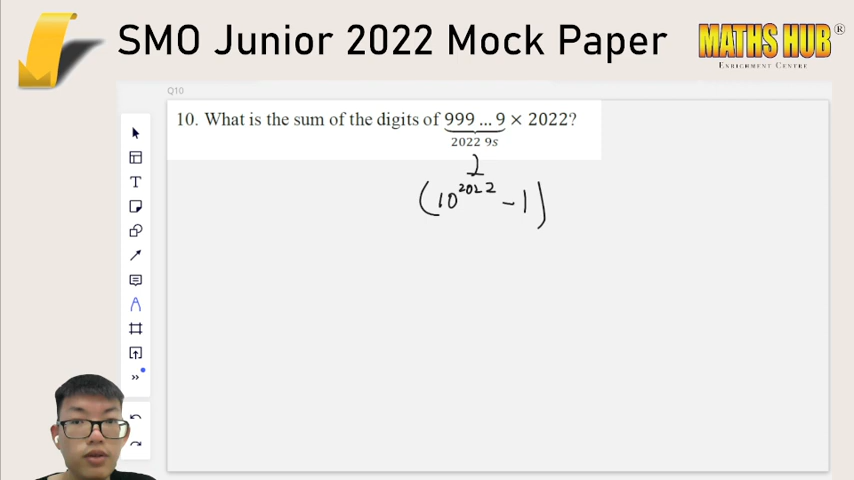 SMO Junior 2022 Mock Paper
MATHS HUB®
ENRICHMENT CENTRE
Q10
10. What is the sum of the digits of 999 ... 9 × 2022?
2022 9s
(10^2022 - 1)